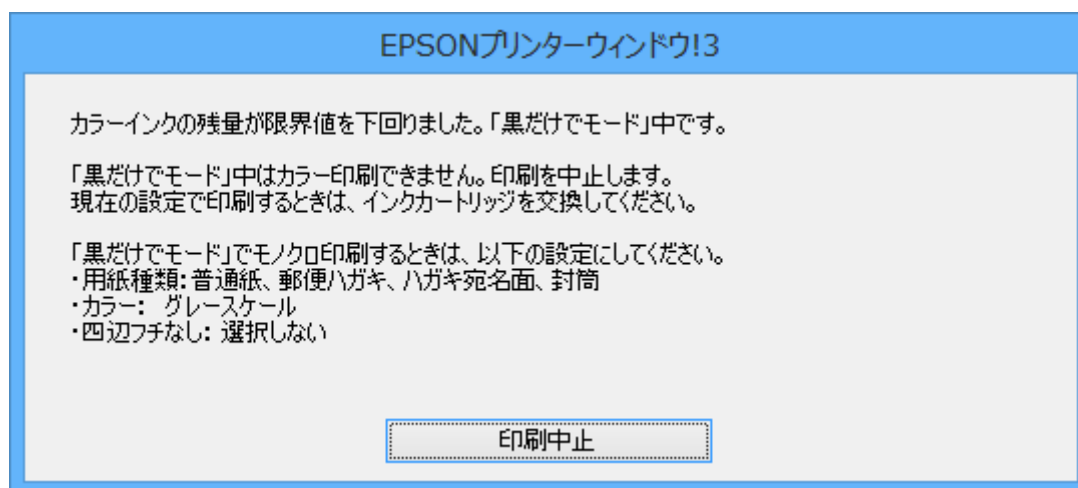 EPSONプリンターウィンドウ!3
カラーインクの残量が限界値を下回りました。「黒だけでモード」中です。
「黒だけでモード」中はカラー印刷できません。印刷を中止します。
現在の設定で印刷するときは、インクカートリッジを交換してください。
「黒だけでモード」でモノクロ印刷するときは、以下の設定にしてください。
・用紙種類: 普通紙、郵便ハガキ、ハガキ宛名面、封筒
・カラー: グレースケール
・四辺フチなし: 選択しない
印刷中止